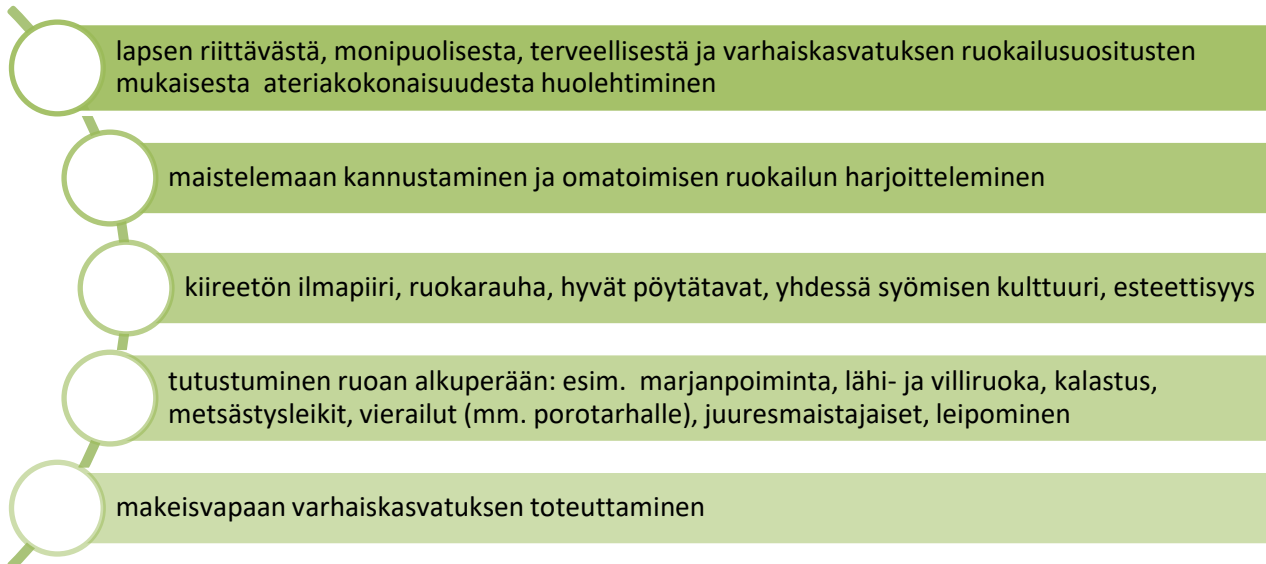 lapsen riittävästä, monipuolisesta, terveellisestä ja varhaiskasvatuksen ruokailusuositusten
mukaisesta ateriakokonaisuudesta huolehtiminen
maistelemaan kannustaminen ja omatoimisen ruokailun harjoitteleminen
kiireetön ilmapiiri, ruokarauha, hyvät pöytätavat, yhdessä syömisen kulttuuri, esteettisyys
tutustuminen ruoan alkuperään: esim. marjanpoiminta, lähi- ja villiruoka, kalastus,
metsästysleikit, vierailut (mm. porotarhalle), juuresmaistajaiset, leipominen
makeisvapaan varhaiskasvatuksen toteuttaminen